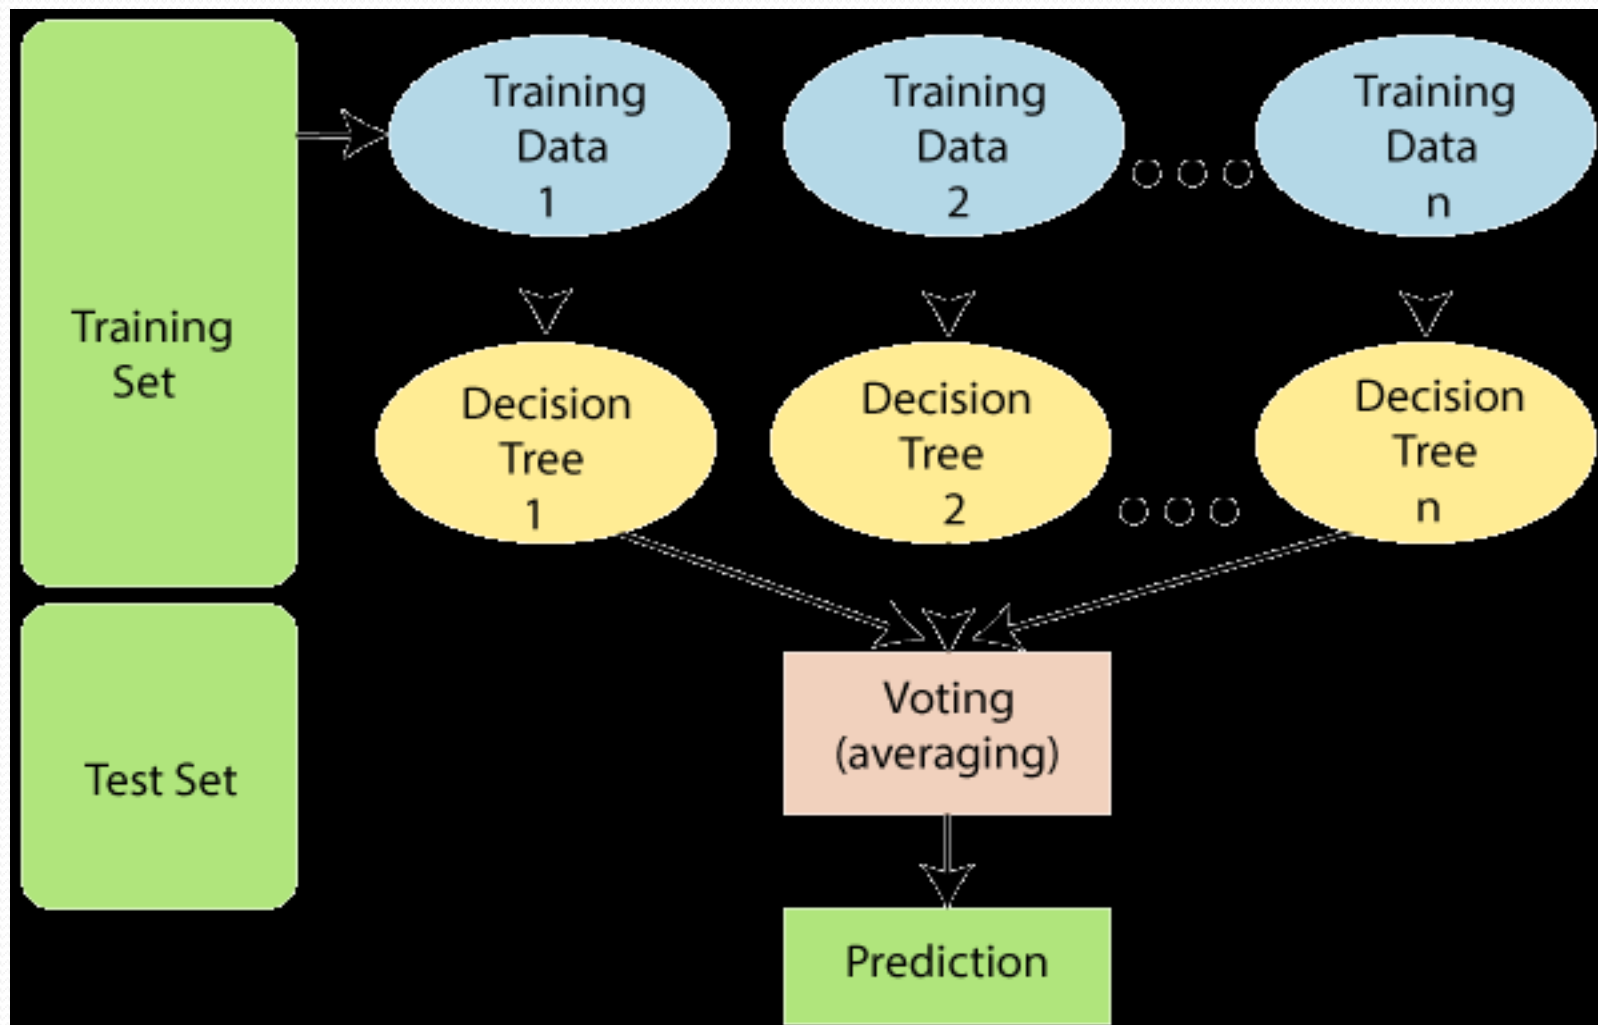 Training
Set
Training
Data
1
Training
Data
2
Training
Data
n
Decision
Tree
1
Decision
Tree
2
Decision
Tree
n
Test Set
Voting
(averaging)
Prediction